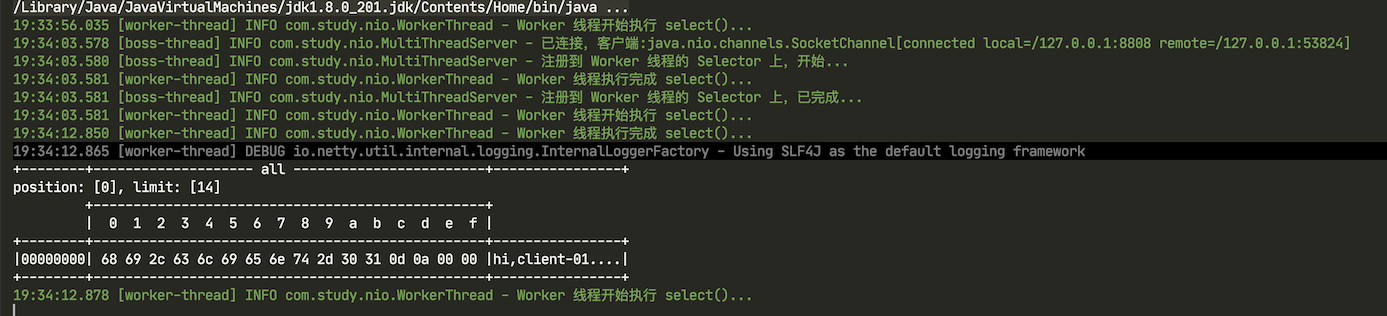 /Library/Java/JavaVirtualMachines/jdk1.8.0_201.jdk/Contents/Home/bin/java ...
19:33:56.035 [worker-thread] INFO com.study.nio.WorkerThread - Worker 线程开始执行 select()...
19:34:03.578 [boss-thread] INFO com.study.nio.MultiThreadServer - 已连接，客户端:java.nio.channels.SocketChannel[connected local=/127.0.0.1:8808 remote=/127.0.0.1:53824]
19:34:03.580 [boss-thread] INFO com.study.nio.MultiThreadServer - 注册到 Worker 线程的 Selector 上，开始...
19:34:03.581 [worker-thread] INFO com.study.nio.WorkerThread - Worker 线程执行完成 select()...
19:34:03.581 [boss-thread] INFO com.study.nio.MultiThreadServer - 注册到 Worker 线程的 Selector 上，已完成...
19:34:03.581 [worker-thread] INFO com.study.nio.WorkerThread - Worker 线程开始执行 select()...
19:34:12.850 [worker-thread] INFO com.study.nio.WorkerThread - Worker 线程执行完成 select()...
19:34:12.865 [worker-thread] DEBUG io.netty.util.internal.logging.InternalLoggerFactory - Using SLF4J as the default logging framework
+--------+-------------------- all ------------------------+----------------+
position: [0], limit: [14]
         +-------------------------------------------------+
         |  0  1  2  3  4  5  6  7  8  9  a  b  c  d  e  f |
+--------+-------------------------------------------------+----------------+
|00000000| 68 69 2c 63 6c 69 65 6e 74 2d 30 31 0d 0a 00 00 |hi,client-01....|
+--------+-------------------------------------------------+----------------+
19:34:12.878 [worker-thread] INFO com.study.nio.WorkerThread - Worker 线程开始执行 select()...